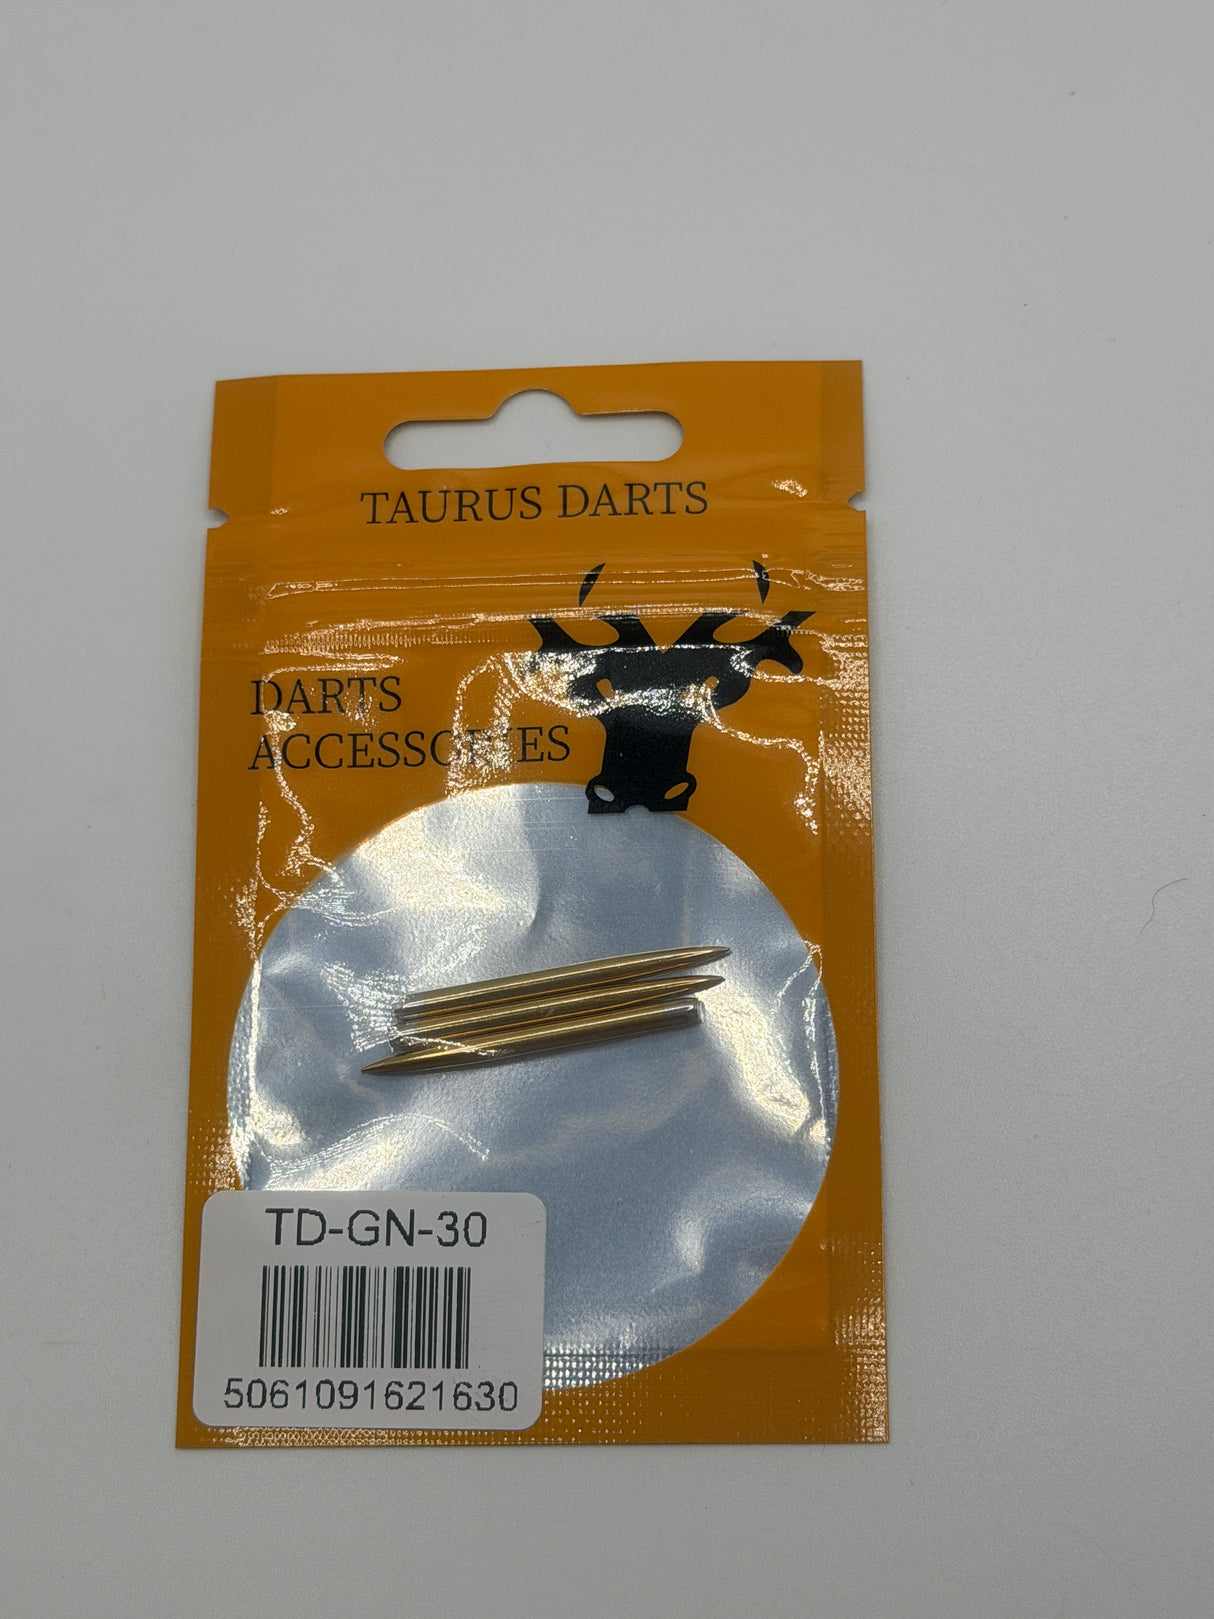 TAURUS DARTS
DARTS
ACCESSORIES
TD-GN-30
5061091621630